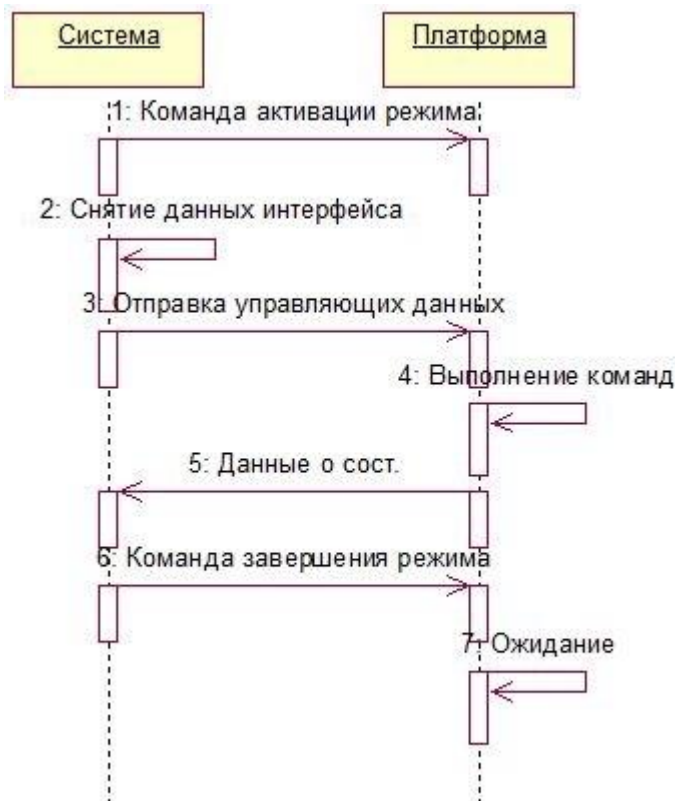 Система
Платформа
1: Команда активации режима
2: Снятие данных интерфейса
3: Отправка управляющих данных
4: Выполнение команд
5: Данные о сост.
6: Команда завершения режима
7: Ожидание